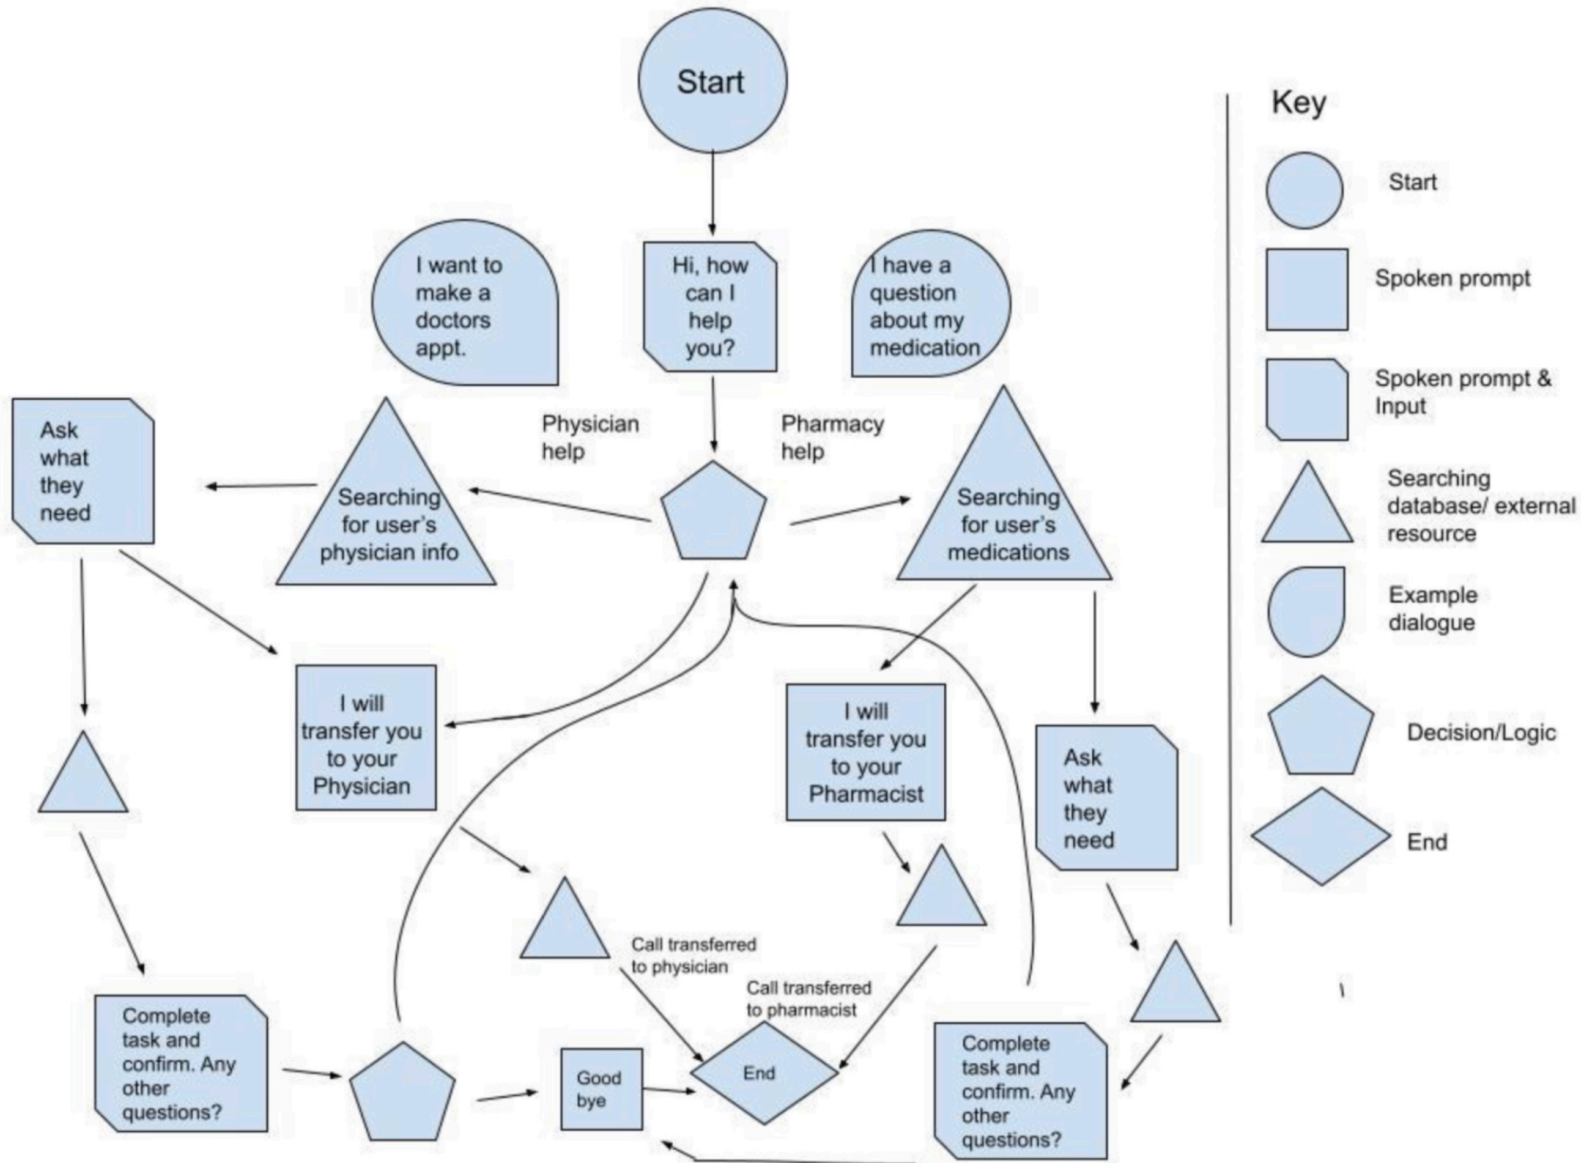 Start
I want to
make a
doctors
appt.
Hi, how
can I
help
you?
I have a
question
about my
medication
Physician
help
Pharmacy
help
Ask
what
they
need
Searching
for user's
physician info
Searching
for user's
medications
I will
transfer you
to your
Physician
I will
transfer you
to your
Pharmacist
Ask
what
they
need
Call transferred
to physician
Call transferred
to pharmacist
Complete
task and
confirm. Any
other
questions?
Good
bye
End
Complete
task and
confirm. Any
other
questions?
Key
Start
Spoken prompt
Spoken prompt &
Input
Searching
database/ external
resource
Example
dialogue
Decision/Logic
End